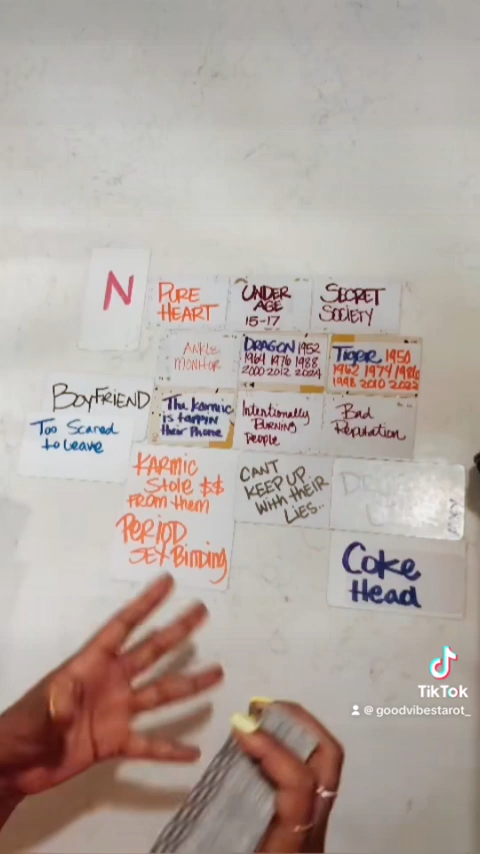 N
PURE
HEART
UNDER
AGE
15-17
SECRET
SOCIETY
ANKLE
MONITOR
DRAGON 1952
1964 1976 1988
2000 2012 2024
Tiger 1950
1962 1974 1986
1998 2010 2022
BOYFRIEND
Too Scared
to Leave
The Karmic
is tappin
their Phone
Intentionally
Burning
People
Bad
Reputation
KARMIC
Stole $$
FROM them
PERIOD
SEX Binding
CANT
KEEP UP
WITH THEIR
LIES..
Coke
Head
TikTok
@goodvibestarot_